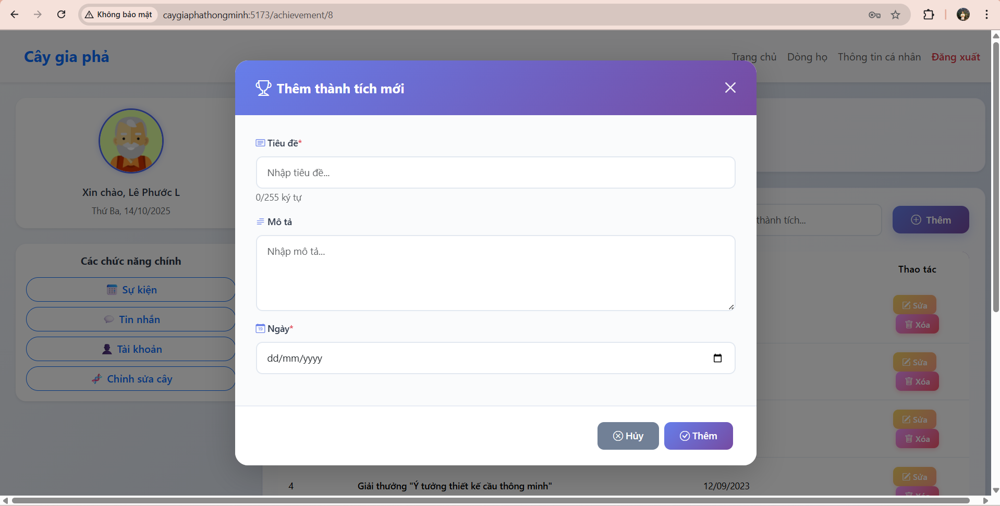 Không bảo mật
caygiaphathongminh:5173/achievement/8
Cây gia phả
Trang chủ
Dòng họ
Thông tin cá nhân
Đăng xuất
Thêm thành tích mới
Xin chào, Lê Phước L
Thứ Ba, 14/10/2025
Tiêu đề*
Nhập tiêu đề...
0/255 ký tự
Mô tả
Nhập mô tả...
19
Ngày*
dd/mm/yyyy
Hủy
Thêm
thành tích...
Thêm
Các chức năng chính
Sự kiện
Tin nhắn
Tài khoản
Chỉnh sửa cây
Thao tác
Sửa
Xóa
Sửa
Xóa
Sửa
Xóa
4
Giải thưởng "Ý tưởng thiết kế cầu thông minh"
12/09/2023
Sửa
Xóa